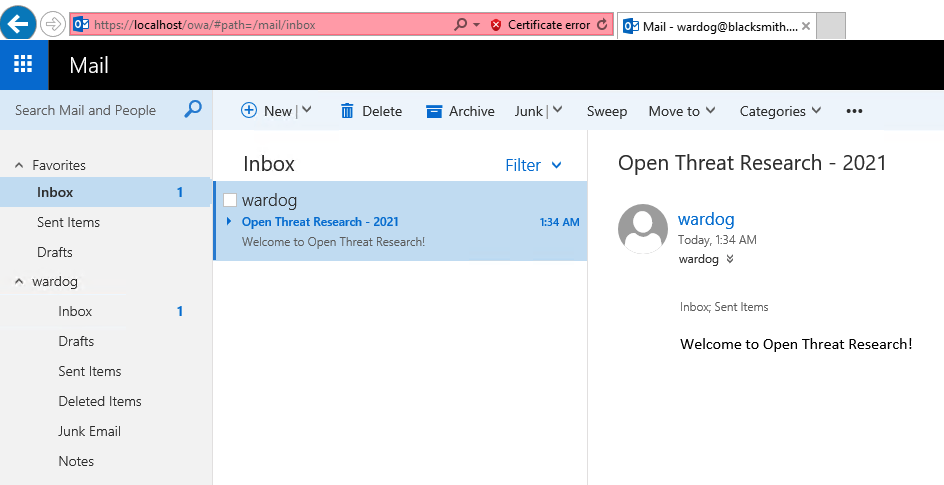 https://localhost/owa/#path=/mail/inbox
Certificate error
Mail - wardog@blacksmith....
Mail
Search Mail and People
New
Delete
Archive
Junk
Sweep
Move to
Categories
Favorites
Inbox 1
Sent Items
Drafts
wardog
Inbox 1
Drafts
Sent Items
Deleted Items
Junk Email
Notes
Inbox
Filter
wardog
Open Threat Research - 2021 1:34 AM
Welcome to Open Threat Research!
Open Threat Research - 2021
wardog
Today, 1:34 AM
wardog
Inbox; Sent Items
Welcome to Open Threat Research!